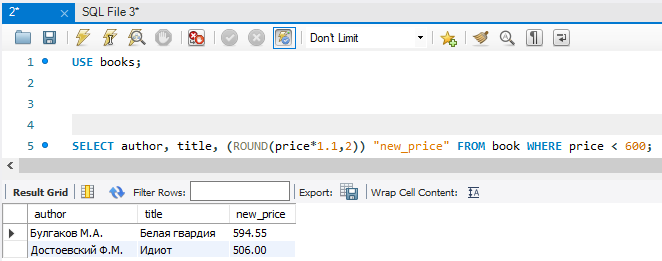 2* SQL File 3*
Don't Limit
1 USE books;
2
3
4
5 SELECT author, title, (ROUND(price*1.1,2)) "new_price" FROM book WHERE price < 600;
Result Grid Filter Rows: Export: Wrap Cell Content:
author title new_price
Булгаков М.А. Белая гвардия 594.55
Достоевский Ф.М. Идиот 506.00